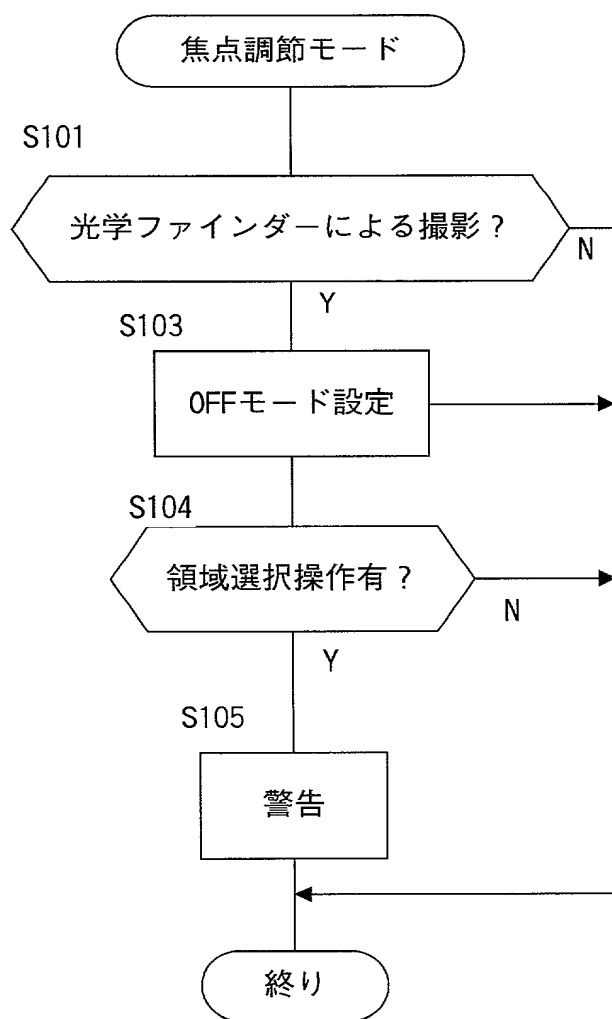 焦点調節モード
S101
光学ファインダーによる撮影？
N
Y
S103
OFFモード設定
S104
領域選択操作有？
N
Y
S105
警告
終り